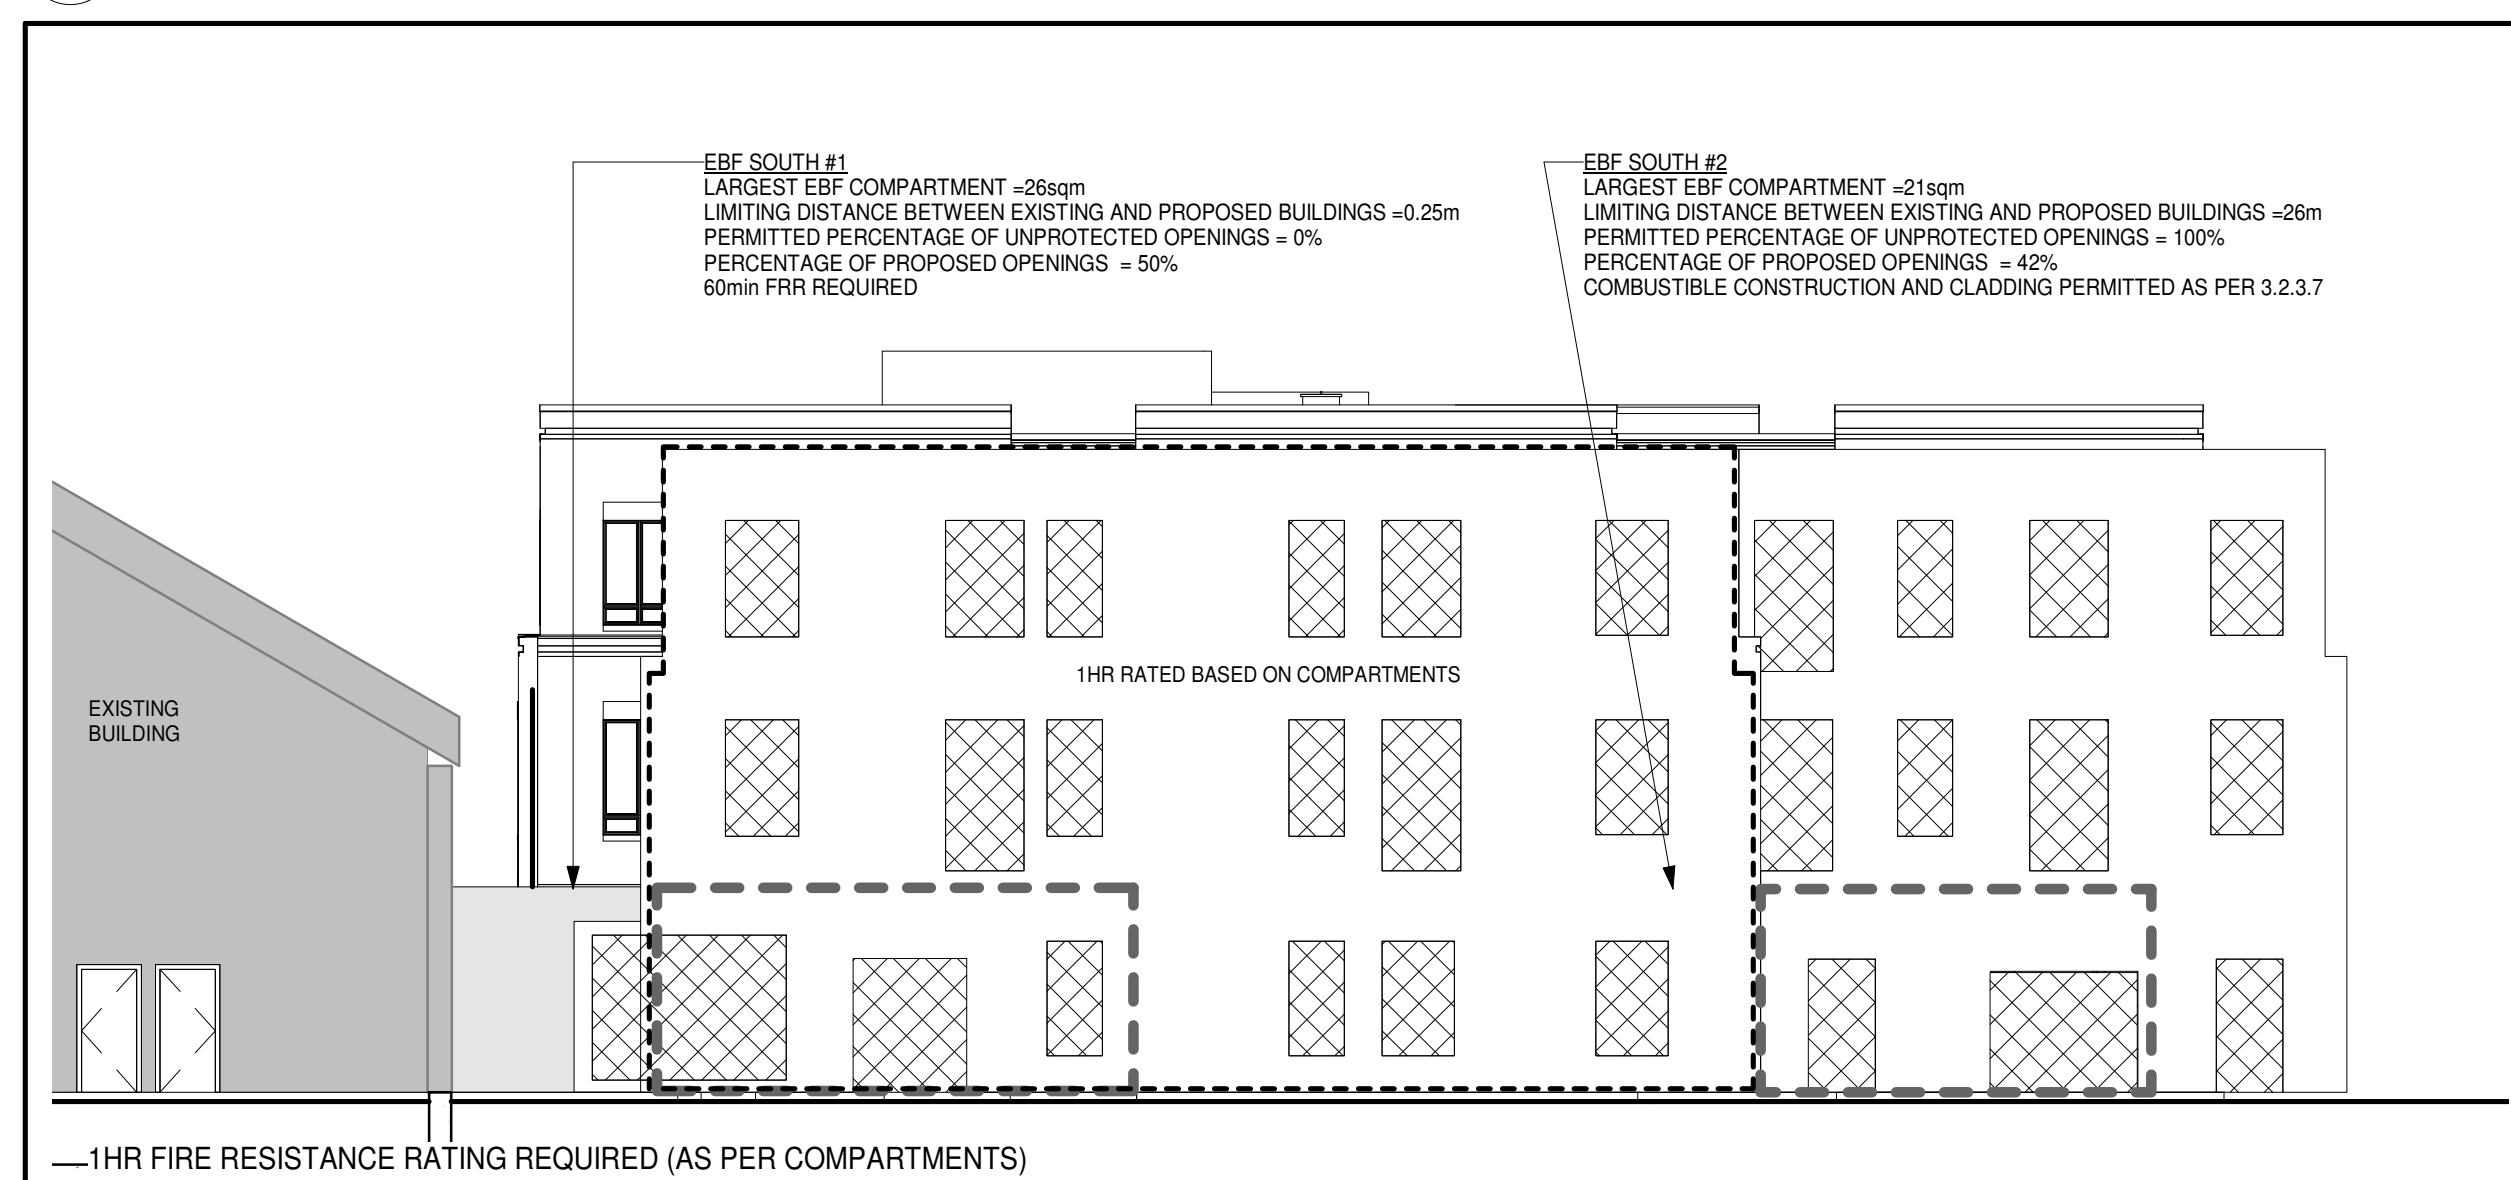 EBF SOUTH #1
LARGEST EBF COMPARTMENT =26sqm
LIMITING DISTANCE BETWEEN EXISTING AND PROPOSED BUILDINGS =0.25m
PERMITTED PERCENTAGE OF UNPROTECTED OPENINGS = 0%
PERCENTAGE OF PROPOSED OPENINGS = 50%
60min FRR REQUIRED
EBF SOUTH #2
LARGEST EBF COMPARTMENT =21sqm
LIMITING DISTANCE BETWEEN EXISTING AND PROPOSED BUILDINGS =26m
PERMITTED PERCENTAGE OF UNPROTECTED OPENINGS = 100%
PERCENTAGE OF PROPOSED OPENINGS = 42%
COMBUSTIBLE CONSTRUCTION AND CLADDING PERMITTED AS PER 3.2.3.7
1HR RATED BASED ON COMPARTMENTS
EXISTING
BUILDING
1HR FIRE RESISTANCE RATING REQUIRED (AS PER COMPARTMENTS)